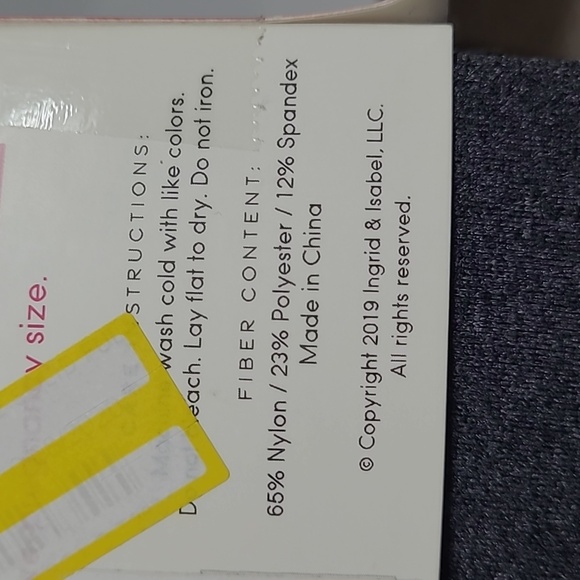 size.
wash cold with like colors.
Lay flat to dry. Do not iron.
FIBER CONTENT:
65% Nylon / 23% Polyester / 12% Spandex
Made in China
© Copyright 2019 Ingrid & Isabel, LLC.
All rights reserved.